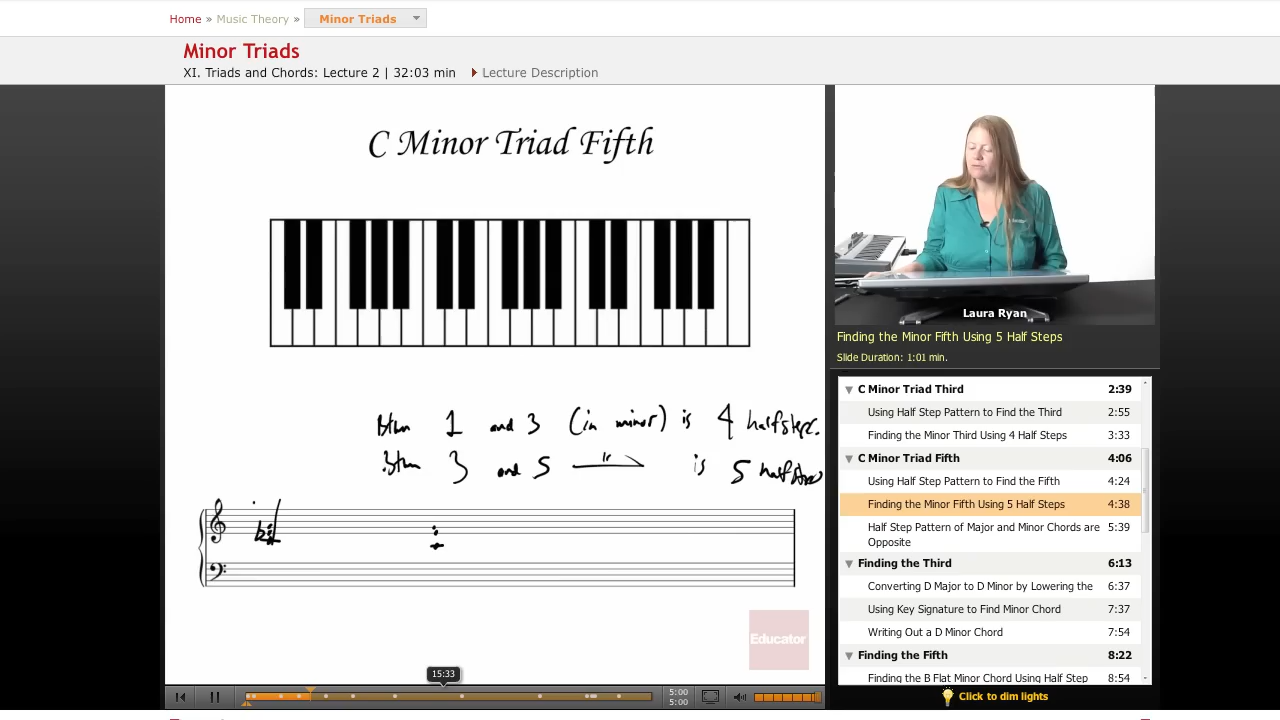 Home » Music Theory » Minor Triads
Minor Triads
XI. Triads and Chords: Lecture 2 | 32:03 min Lecture Description
C Minor Triad Fifth
Btwn 1 and 3 (in minor) is 4 halfsteps.
Btwn 3 and 5 is 5 halfsteps
Educator
15:33
5:00
5:00
Laura Ryan
Finding the Minor Fifth Using 5 Half Steps
Slide Duration: 1:01 min.
C Minor Triad Third 2:39
Using Half Step Pattern to Find the Third 2:55
Finding the Minor Third Using 4 Half Steps 3:33
C Minor Triad Fifth 4:06
Using Half Step Pattern to Find the Fifth 4:24
Finding the Minor Fifth Using 5 Half Steps 4:38
Half Step Pattern of Major and Minor Chords are 5:39
Opposite
Finding the Third 6:13
Converting D Major to D Minor by Lowering the 6:37
Using Key Signature to Find Minor Chord 7:37
Writing Out a D Minor Chord 7:54
Finding the Fifth 8:22
Finding the B Flat Minor Chord Using Half Step 8:54
Click to dim lights